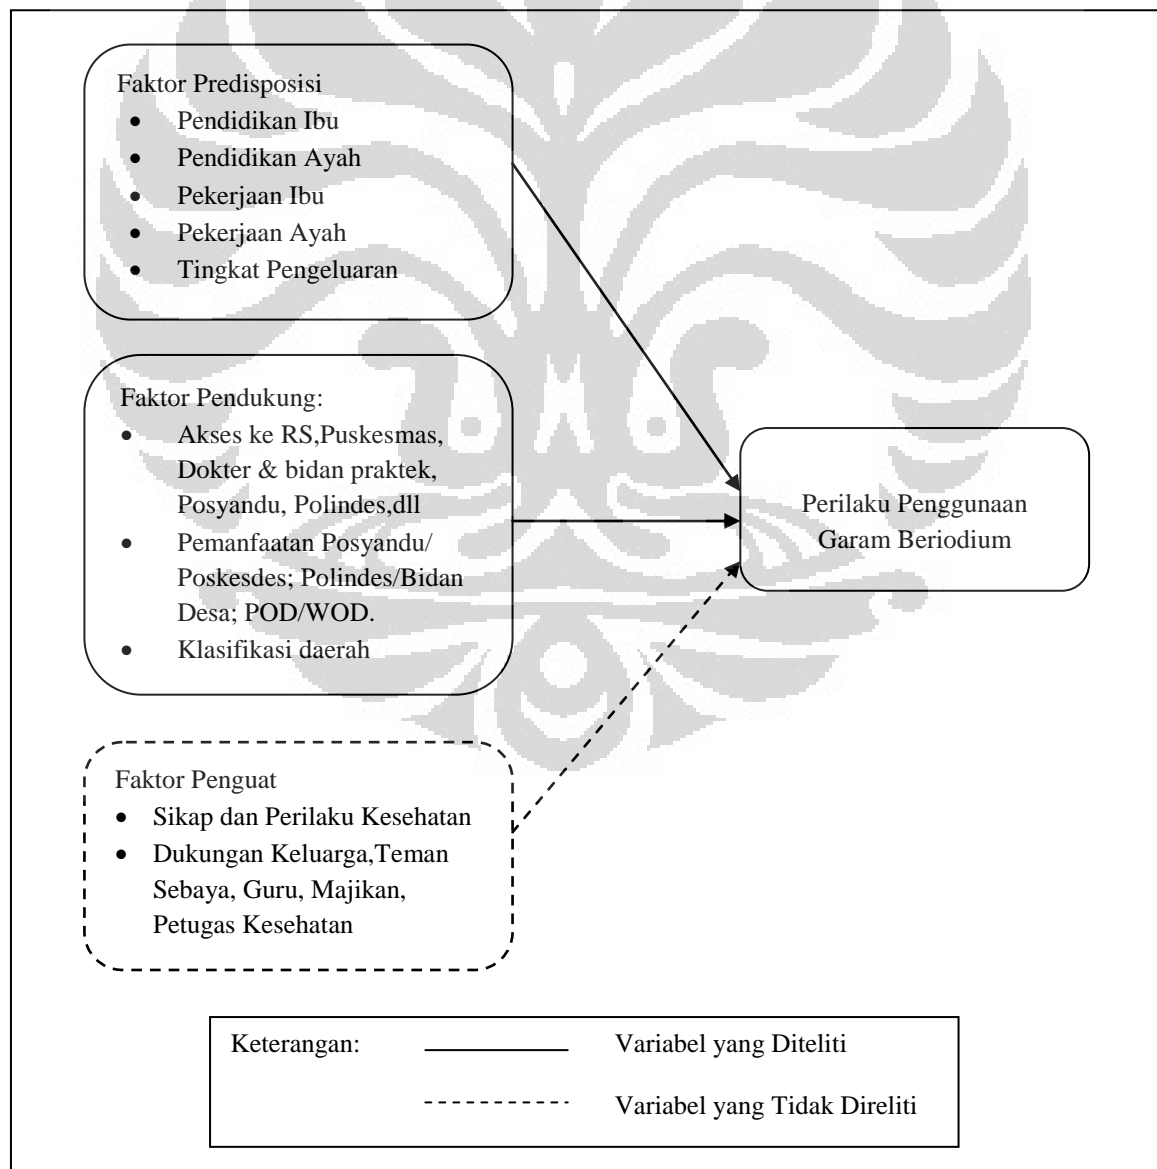 Faktor Predisposisi
• Pendidikan Ibu
• Pendidikan Ayah
• Pekerjaan Ibu
• Pekerjaan Ayah
• Tingkat Pengeluaran
Faktor Pendukung:
• Akses ke RS,Puskesmas,
Dokter & bidan praktek,
Posyandu, Polindes,dll
• Pemanfaatan Posyandu/
Poskesdes; Polindes/Bidan
Desa; POD/WOD.
• Klasifikasi daerah
Perilaku Penggunaan
Garam Beriodium
Faktor Penguat
• Sikap dan Perilaku Kesehatan
• Dukungan Keluarga,Teman
Sebaya, Guru, Majikan,
Petugas Kesehatan
Keterangan: Variabel yang Diteliti
Variabel yang Tidak Direliti